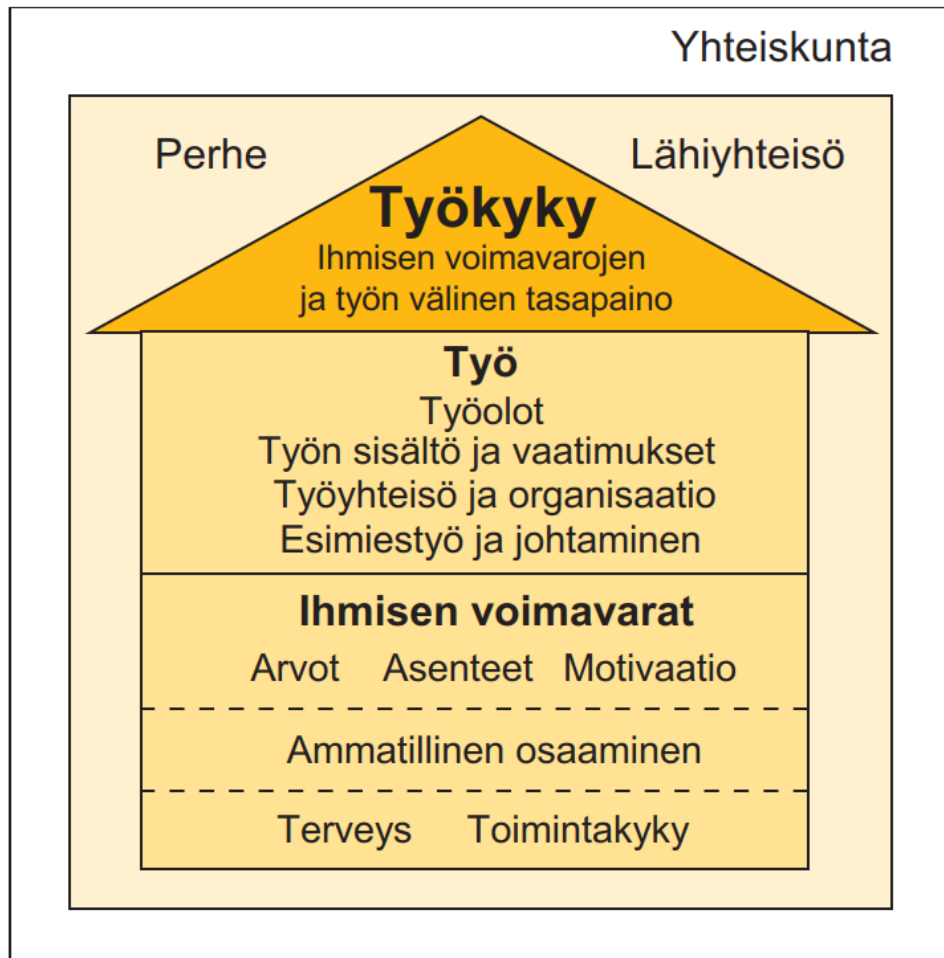 Yhteiskunta
Perhe
Lähiyhteisö
Työkyky
Ihmisen voimavarojen
ja työn välinen tasapaino
Työ
Työolot
Työn sisältö ja vaatimukset
Työyhteisö ja organisaatio
Esimiestyö ja johtaminen
Ihmisen voimavarat
Arvot Asenteet Motivaatio
Ammatillinen osaaminen
Terveys Toimintakyky